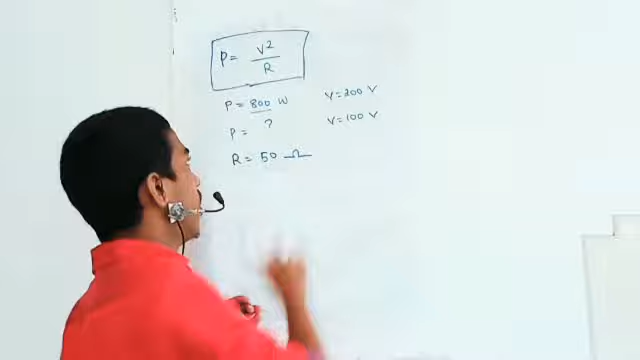 P = V²/R
P = 800 W V = 200 V
P = ? V = 100 V
R = 50 Ω